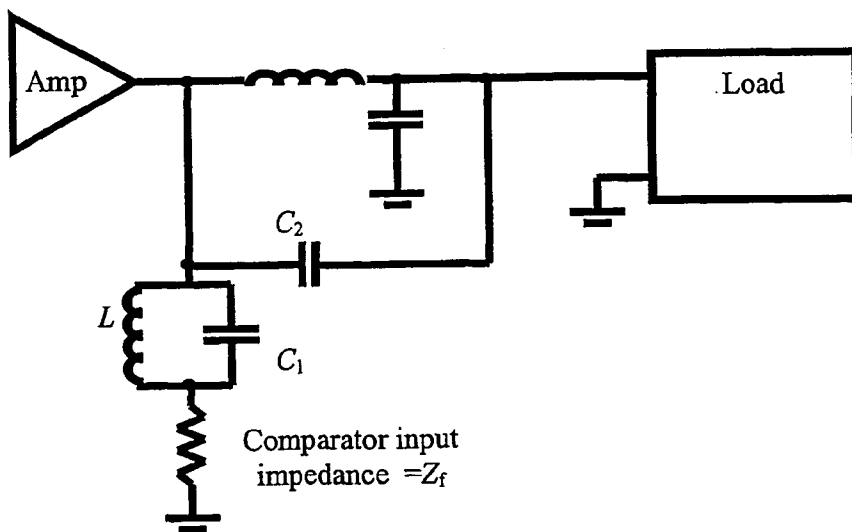 Amp
Load
C₂
L
C₁
Comparator input
impedance =Zf